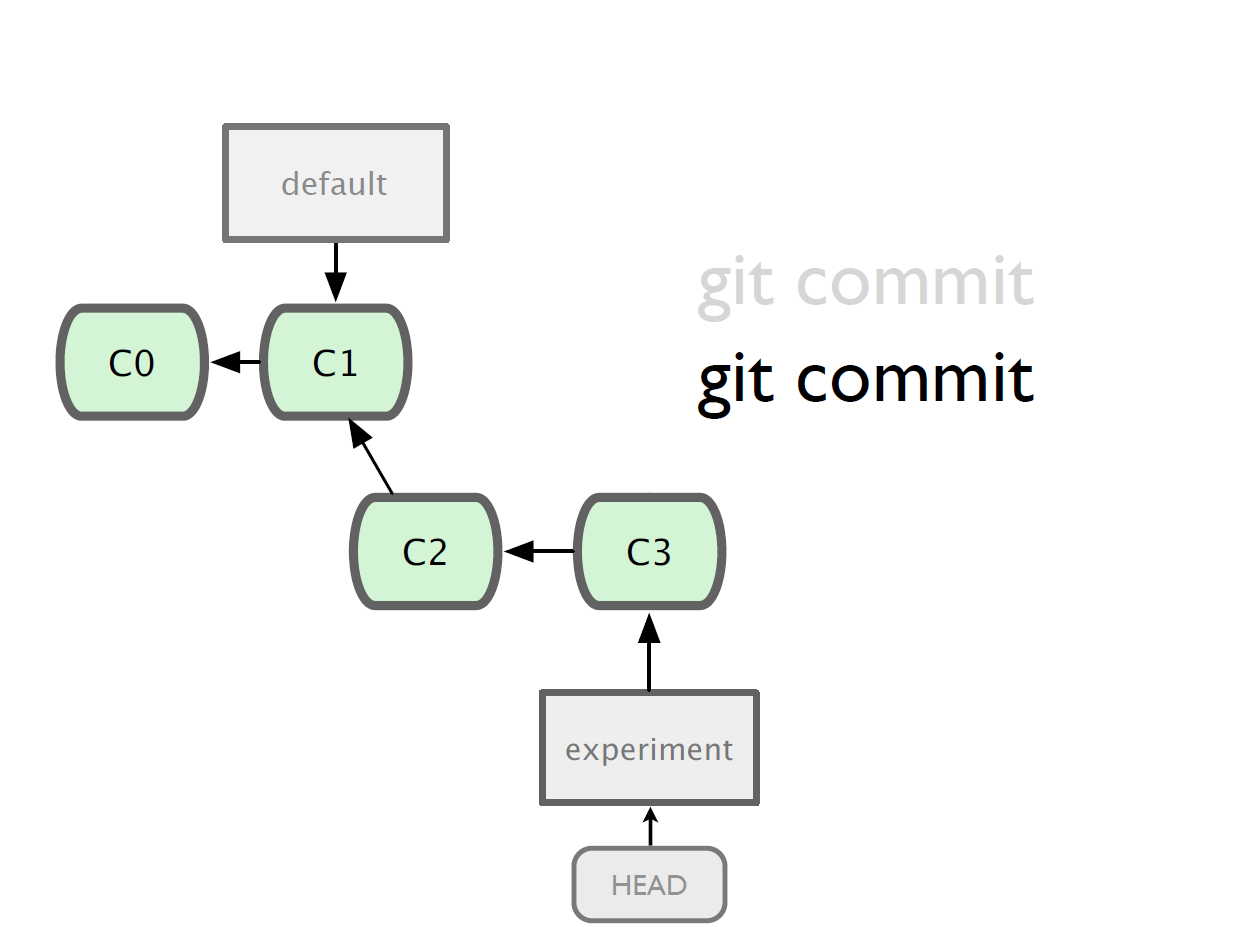 default
git commit
C0 C1
git commit
C2 C3
experiment
HEAD